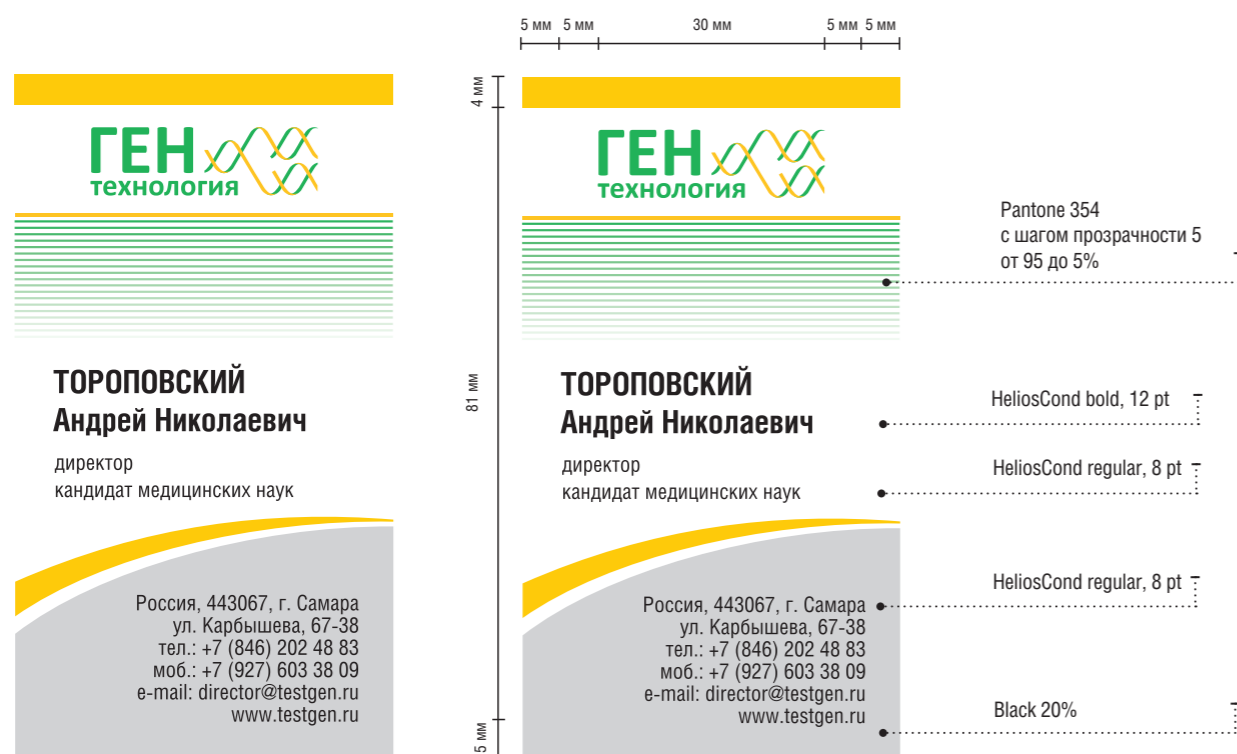 5 мм 5 мм 30 мм 5 мм 5 мм
4 мм
ГЕН
технология
ГЕН
технология
Pantone 354
с шагом прозрачности 5
от 95 до 5%
81 мм
ТОРОПОВСКИЙ
Андрей Николаевич
директор
кандидат медицинских наук
ТОРОПОВСКИЙ
Андрей Николаевич
директор
кандидат медицинских наук
HeliosCond bold, 12 pt
HeliosCond regular, 8 pt
Россия, 443067, г. Самара
ул. Карбышева, 67-38
тел.: +7 (846) 202 48 83
моб.: +7 (927) 603 38 09
e-mail: director@testgen.ru
www.testgen.ru
Россия, 443067, г. Самара
ул. Карбышева, 67-38
тел.: +7 (846) 202 48 83
моб.: +7 (927) 603 38 09
e-mail: director@testgen.ru
www.testgen.ru
HeliosCond regular, 8 pt
Black 20%
5 мм